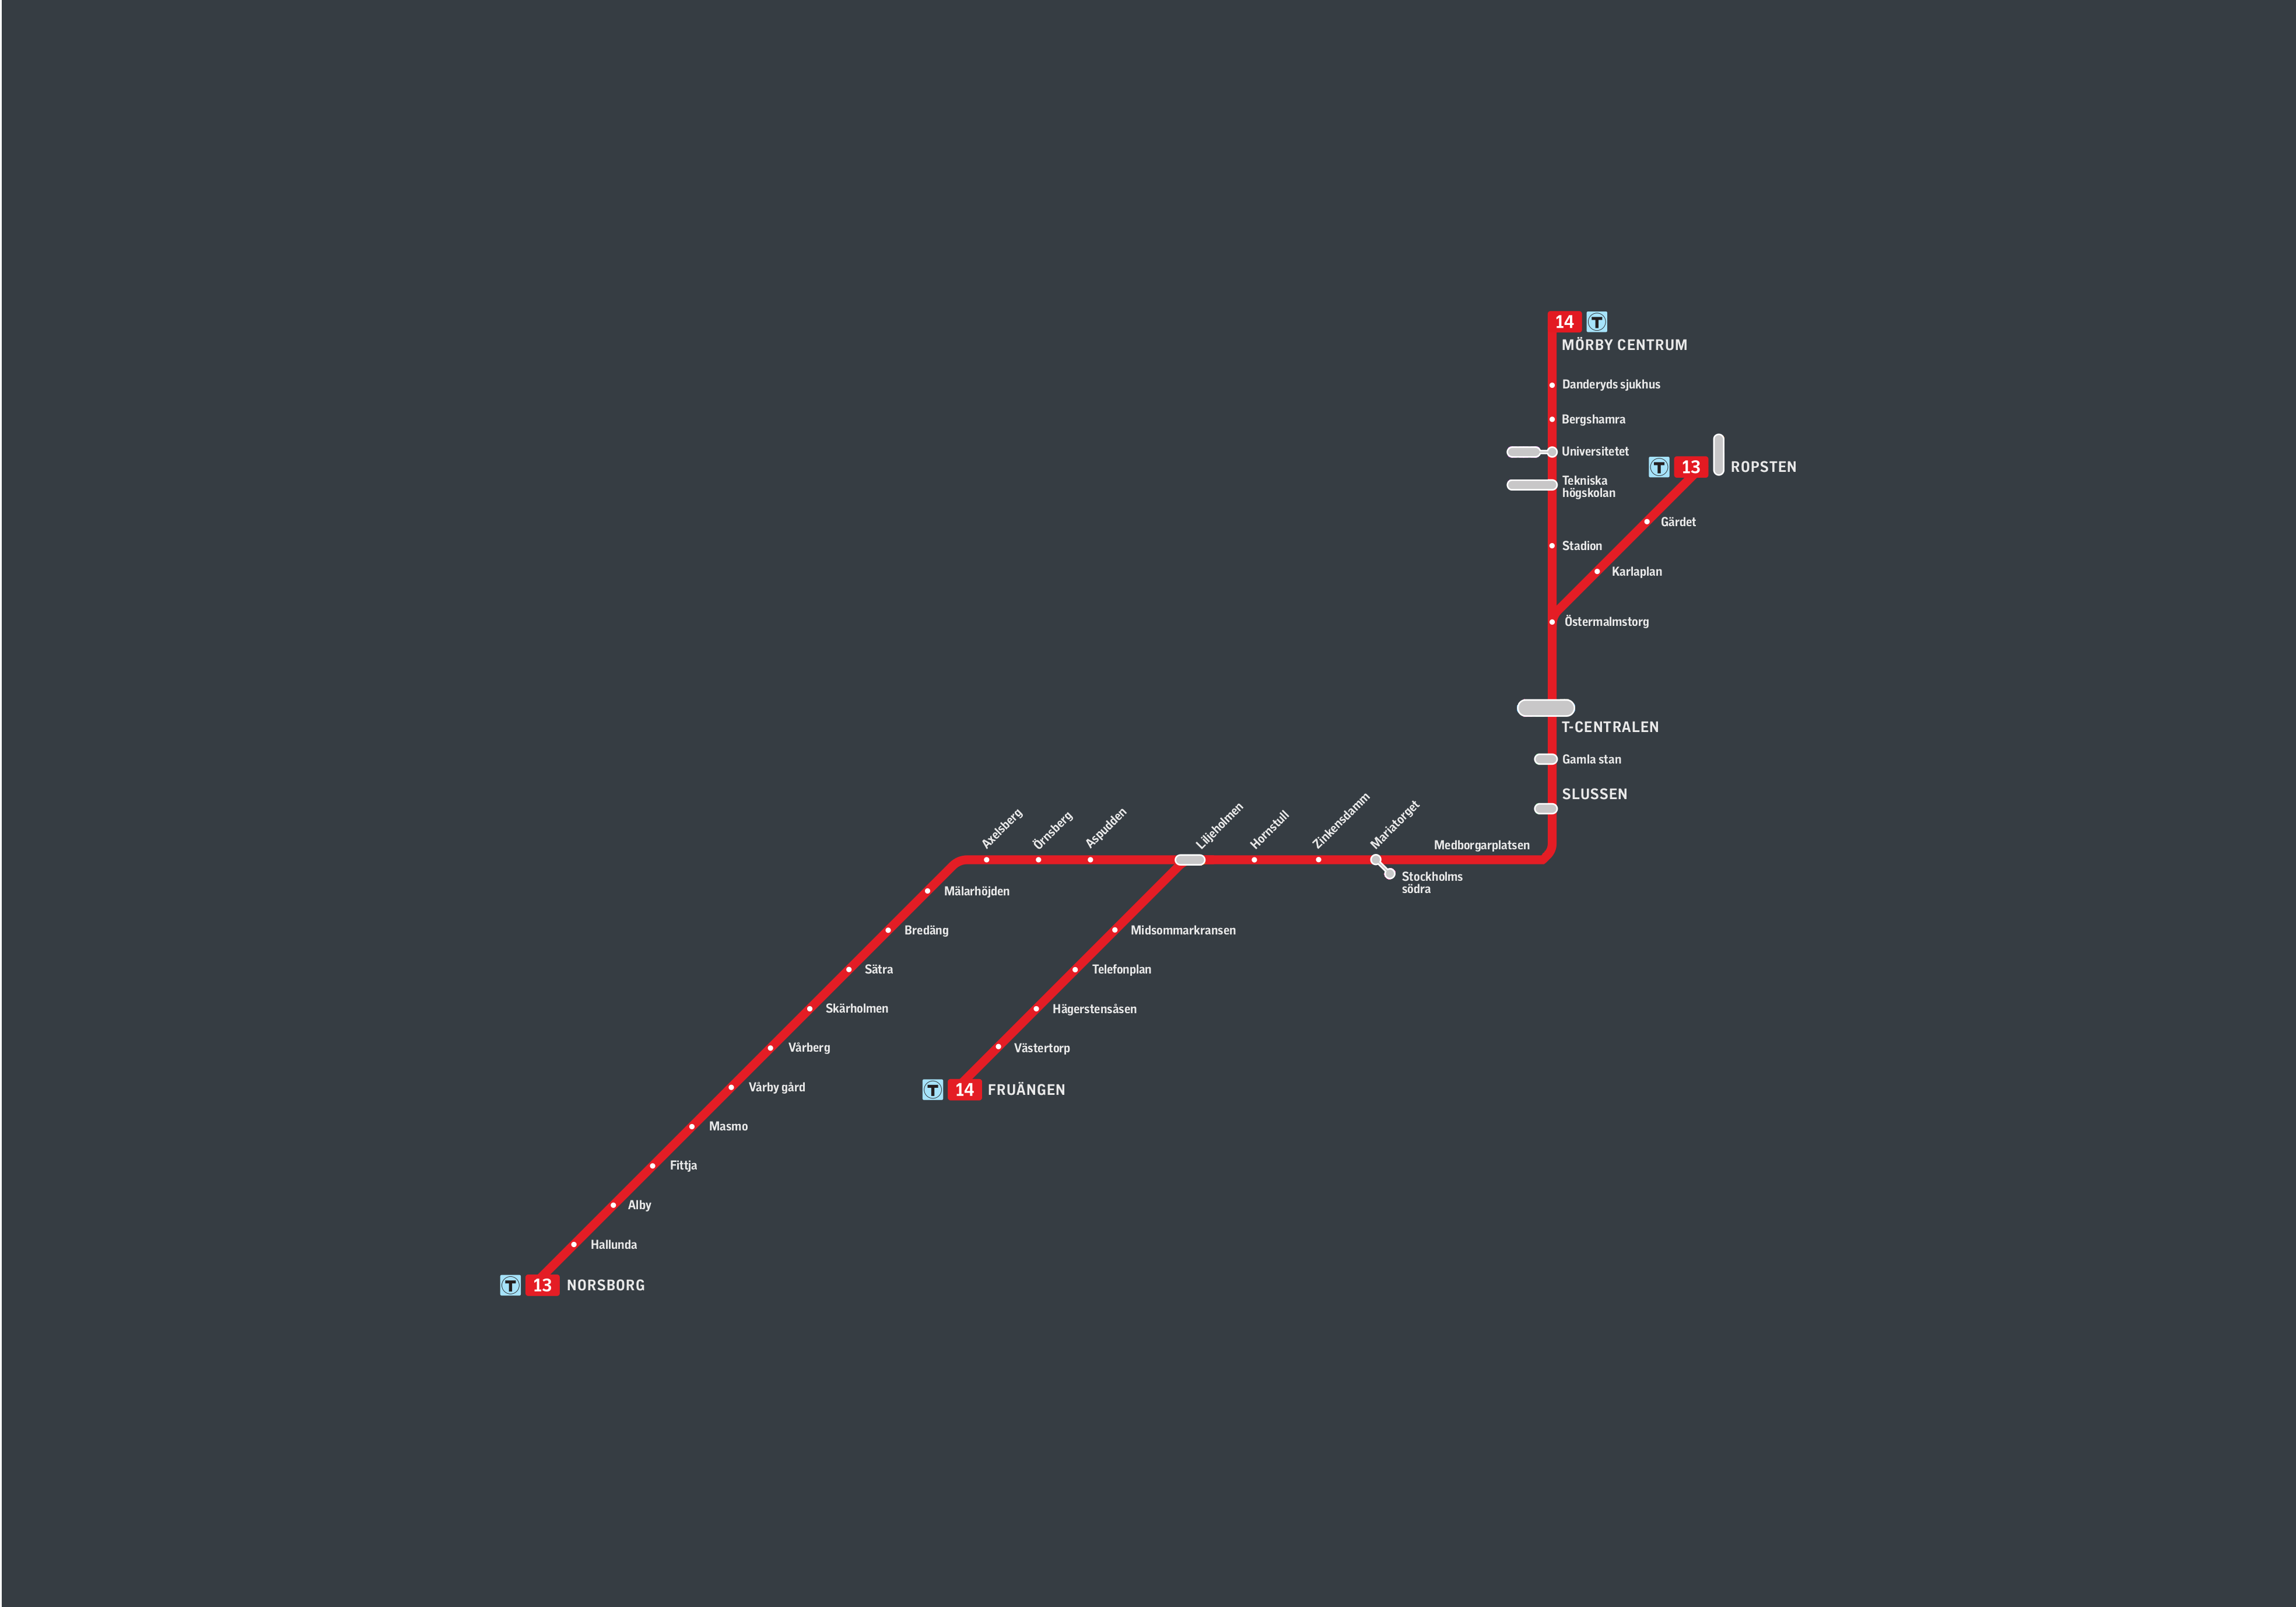 14 T
MÖRBY CENTRUM
Danderyds sjukhus
Bergshamra
Universitetet
T 13 ROPSTEN
Tekniska
högskolan
Gärdet
Stadion
Karlaplan
Östermalmstorg
T-CENTRALEN
Gamla stan
SLUSSEN
Axelsberg
Örnsberg
Aspudden
Liljeholmen
Hornstull
Zinkensdamm
Mariatorget
Medborgarplatsen
Stockholms
södra
Mälarhöjden
Bredäng
Midsommarkransen
Sätra
Telefonplan
Skärholmen
Hägerstensåsen
Vårberg
Västertorp
Vårby gård
T 14 FRUÄNGEN
Masmo
Fittja
Alby
Hallunda
T 13 NORSBORG